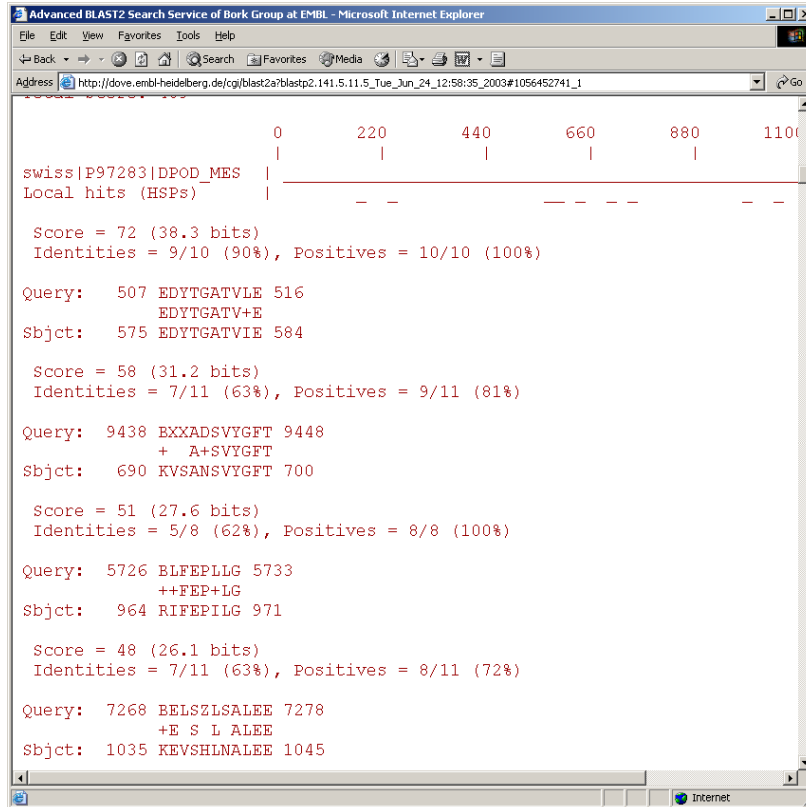 Advanced BLAST2 Search Service of Bork Group at EMBL - Microsoft Internet Explorer
File Edit View Favorites Tools Help
Back Search Favorites Media
Address http://dove.embl-heidelberg.de/cgi/blast2a?blastp2.141.5.11.5_Tue_Jun_24_12:58:35_2003#1056452741_1 Go
0 220 440 660 880 1100
| | | | |
swiss|P97283|DPOD_MES |
Local hits (HSPs) |
Score = 72 (38.3 bits)
Identities = 9/10 (90%), Positives = 10/10 (100%)
Query: 507 EDYTGATVLE 516
EDYTGATV+E
Sbjct: 575 EDYTGATVIE 584
Score = 58 (31.2 bits)
Identities = 7/11 (63%), Positives = 9/11 (81%)
Query: 9438 BXXADSVYGFT 9448
+ A+SVYGFT
Sbjct: 690 KVSANSVYGFT 700
Score = 51 (27.6 bits)
Identities = 5/8 (62%), Positives = 8/8 (100%)
Query: 5726 BLFEPLLG 5733
++FEP+LG
Sbjct: 964 RIFEPILG 971
Score = 48 (26.1 bits)
Identities = 7/11 (63%), Positives = 8/11 (72%)
Query: 7268 BELSZLSALEE 7278
+E S L ALEE
Sbjct: 1035 KEVSHLNALEE 1045
Internet